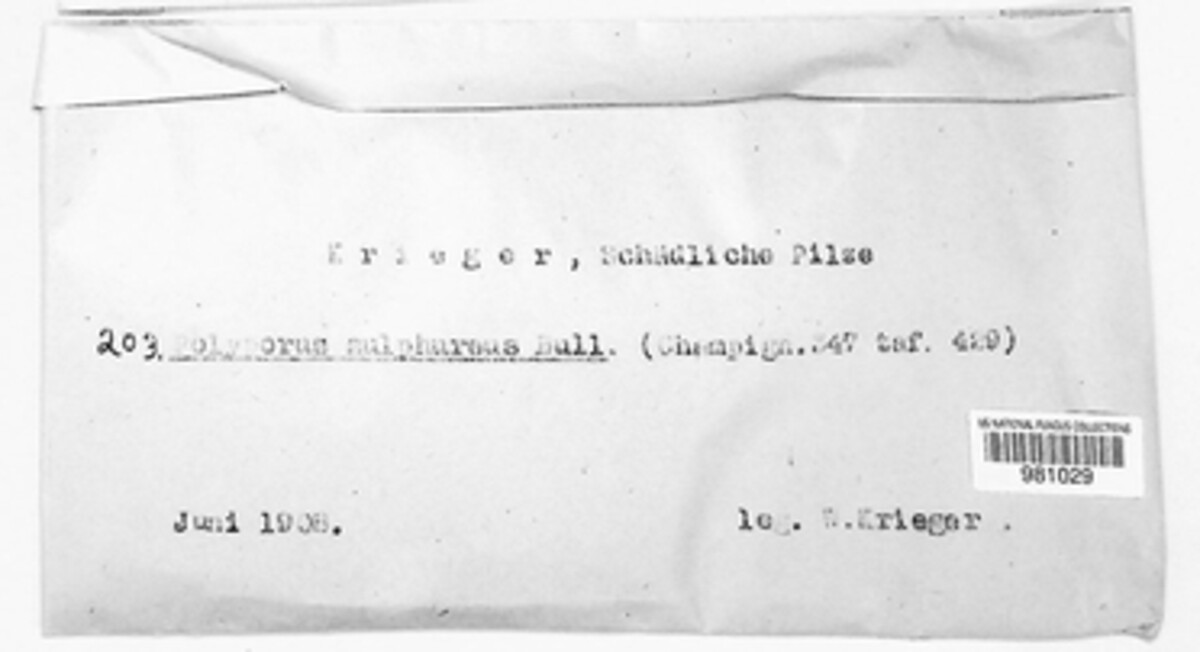 Krieger, Schädliche Pilze
203 Polyporus sulphureus Bull. (Champign.347 taf. 429)
US NATIONAL FUNGUS COLLECTIONS
981029
Juni 1908.
leg. W.Krieger .